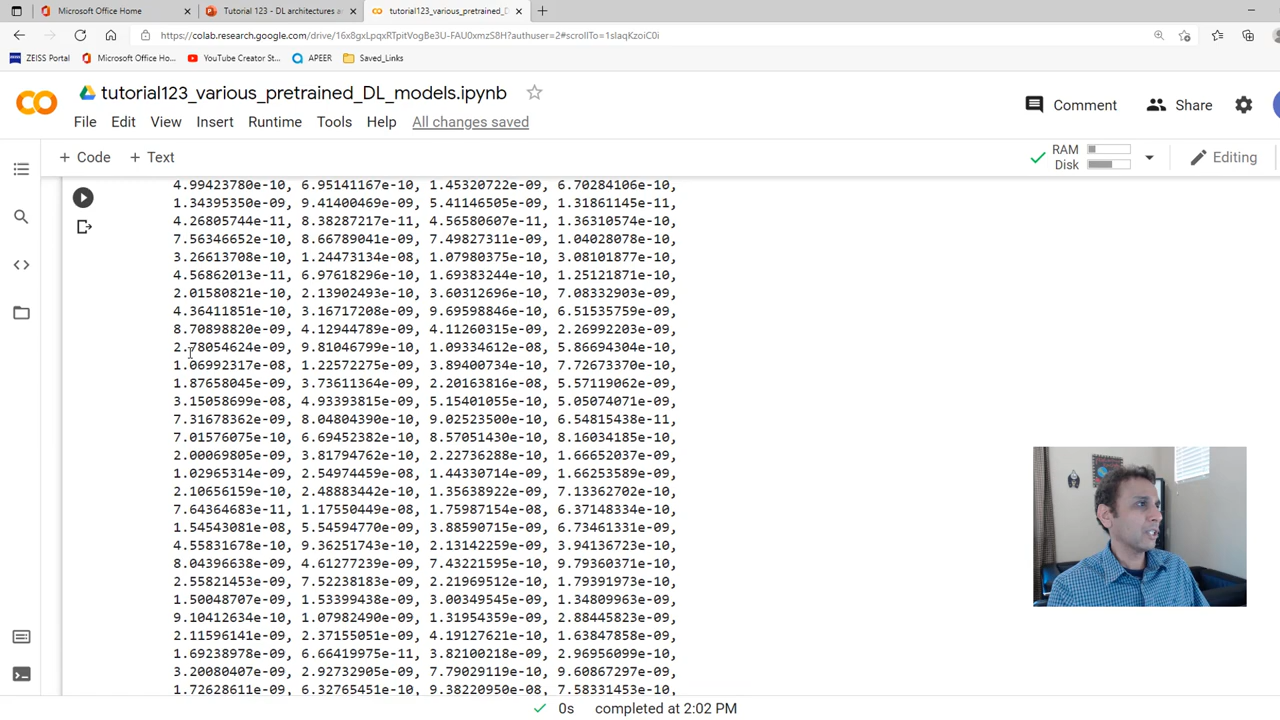 Microsoft Office Home
Tutorial 123 - DL architectures a
tutorial123_various_pretrained_D
https://colab.research.google.com/drive/16x8gxLpqxRTpitVogBe3U-FAU0xmzS8H?authuser=2#scrollTo=1slaqKzoiC0i
ZEISS Portal
Microsoft Office Ho...
YouTube Creator St...
APEER
Saved_Links
tutorial123_various_pretrained_DL_models.ipynb
Comment
Share
File Edit View Insert Runtime Tools Help All changes saved
+ Code + Text
RAM
Disk
Editing
4.99423780e-10, 6.95141167e-10, 1.45320722e-09, 6.70284106e-10,
1.34395350e-09, 9.41400469e-09, 5.41146505e-09, 1.31861145e-11,
4.26805744e-11, 8.38287217e-11, 4.56580607e-11, 1.36310574e-10,
7.56346652e-10, 8.66789041e-09, 7.49827311e-09, 1.04028078e-10,
3.26613708e-10, 1.24473134e-08, 1.07980375e-09, 3.08101877e-10,
4.56862013e-11, 6.97618296e-10, 1.69383244e-10, 1.25121871e-10,
2.01580821e-10, 2.13902493e-10, 3.60312696e-10, 7.08332903e-09,
4.36411851e-10, 3.16717208e-09, 9.69598846e-10, 6.51535759e-09,
8.70898820e-09, 4.12944789e-09, 4.11260315e-09, 2.26992203e-09,
2.78054624e-09, 9.81046799e-10, 1.09334612e-08, 5.86694304e-10,
1.06992317e-08, 1.22572275e-09, 3.89400734e-10, 7.72673370e-10,
1.87658045e-09, 3.73611364e-09, 2.20163816e-08, 5.57119062e-09,
3.15058699e-08, 4.93393815e-09, 5.15401055e-10, 5.05074071e-09,
7.31678362e-09, 8.04804390e-10, 9.02523500e-10, 6.54815438e-11,
7.01576075e-10, 6.69452382e-10, 8.57051430e-10, 8.16034185e-10,
2.00069805e-09, 3.81794762e-10, 2.22736288e-10, 1.66652037e-09,
1.02965314e-09, 2.54974459e-08, 1.44330714e-09, 1.66253589e-09,
2.10656159e-10, 2.48883442e-10, 1.35638922e-09, 7.13362702e-10,
7.64364683e-11, 1.17550449e-08, 1.75987154e-08, 6.37148334e-10,
1.54543081e-08, 5.54594770e-09, 3.85590715e-09, 6.73461331e-09,
4.55831678e-10, 9.36251743e-10, 2.13142259e-09, 3.94136723e-10,
8.04396638e-09, 4.61277239e-09, 7.43221595e-10, 9.79360371e-10,
2.55821453e-09, 7.52238183e-09, 2.21969512e-10, 1.79391973e-10,
1.50048707e-09, 1.53399438e-09, 3.00349545e-09, 1.34809963e-09,
9.10412634e-10, 1.07982490e-09, 1.31954359e-09, 2.88445823e-09,
2.11596141e-09, 2.37155051e-09, 4.19127621e-10, 1.63847858e-09,
1.69238978e-09, 6.66419975e-11, 3.82100218e-09, 2.96956099e-10,
3.20080407e-09, 2.92732905e-09, 7.79029119e-10, 9.60867297e-09,
1.72628611e-09, 6.32765451e-10, 9.38220950e-08, 7.58331453e-10,
0s completed at 2:02 PM